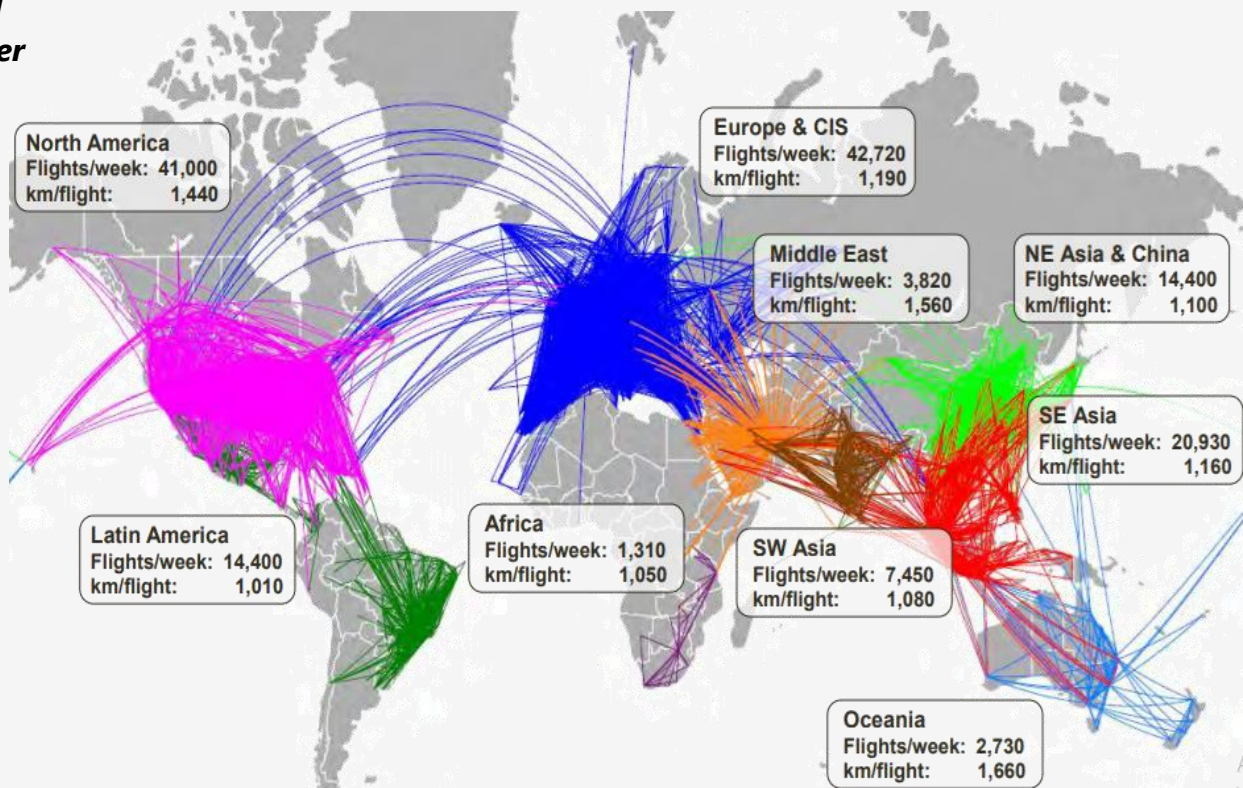 er
North America
Flights/week: 41,000
km/flight: 1,440
Europe & CIS
Flights/week: 42,720
km/flight: 1,190
Middle East
Flights/week: 3,820
km/flight: 1,560
NE Asia & China
Flights/week: 14,400
km/flight: 1,100
SE Asia
Flights/week: 20,930
km/flight: 1,160
Latin America
Flights/week: 14,400
km/flight: 1,010
Africa
Flights/week: 1,310
km/flight: 1,050
SW Asia
Flights/week: 7,450
km/flight: 1,080
Oceania
Flights/week: 2,730
km/flight: 1,660